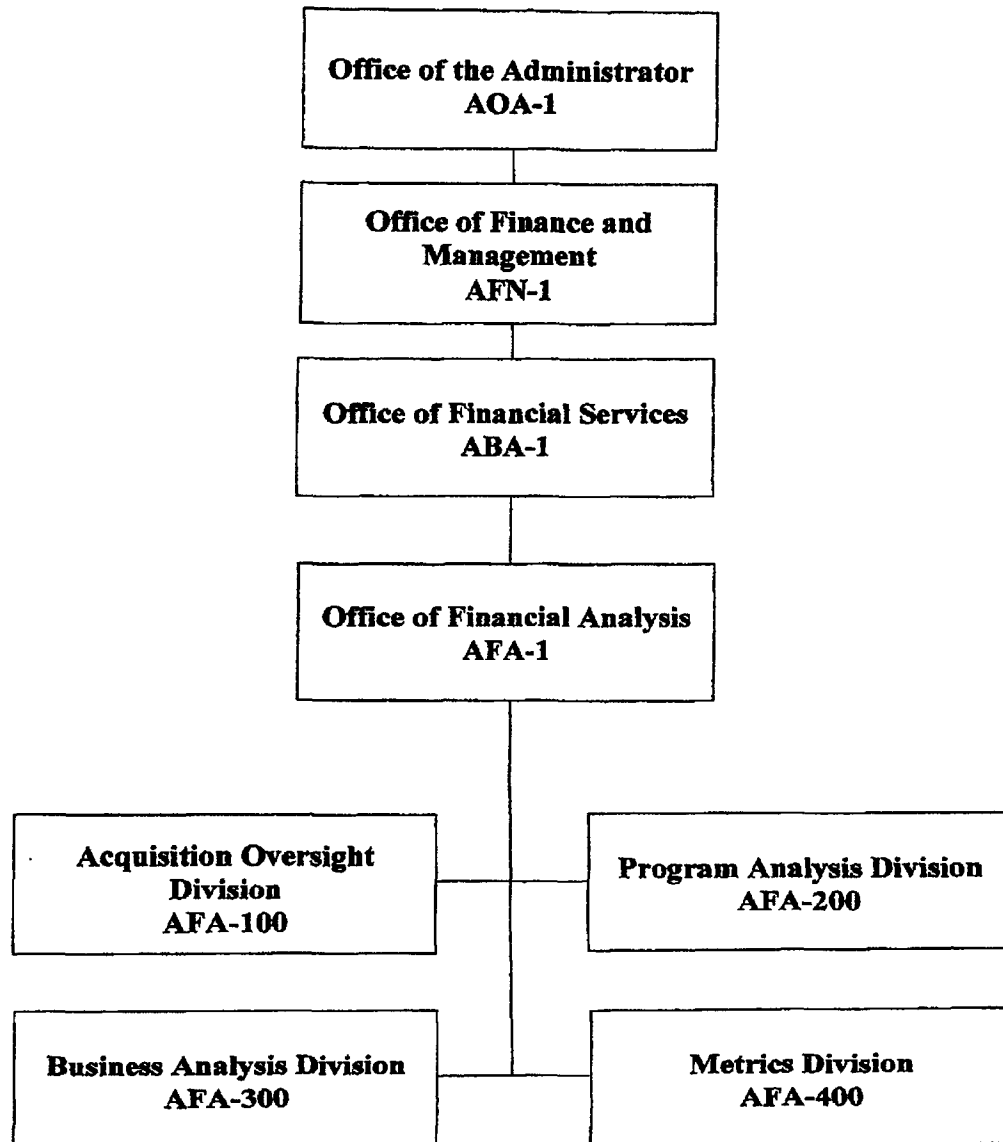 Office of the Administrator
AOA-1
Office of Finance and
Management
AFN-1
Office of Financial Services
ABA-1
Office of Financial Analysis
AFA-1
Acquisition Oversight
Division
AFA-100
Program Analysis Division
AFA-200
Business Analysis Division
AFA-300
Metrics Division
AFA-400